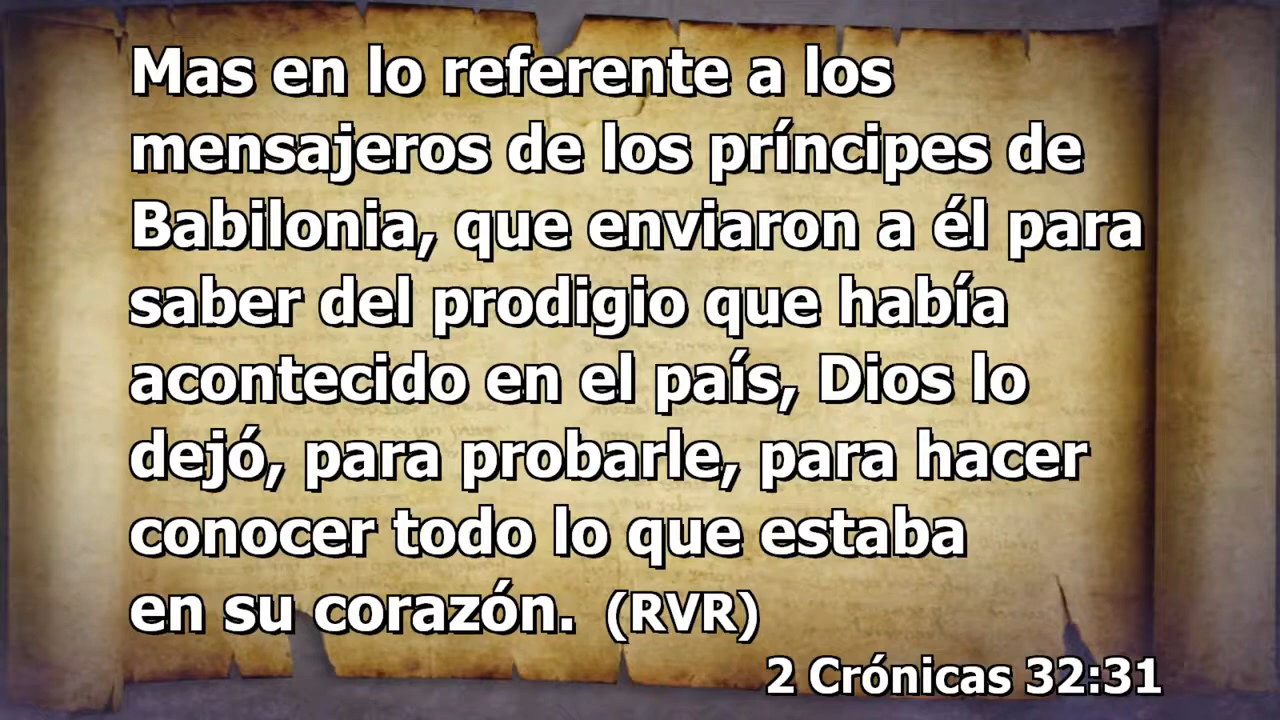 Mas en lo referente a los
mensajeros de los príncipes de
Babilonia, que enviaron a él para
saber del prodigio que había
acontecido en el país, Dios lo
dejó, para probarle, para hacer
conocer todo lo que estaba
en su corazón. (RVR)
2 Crónicas 32:31